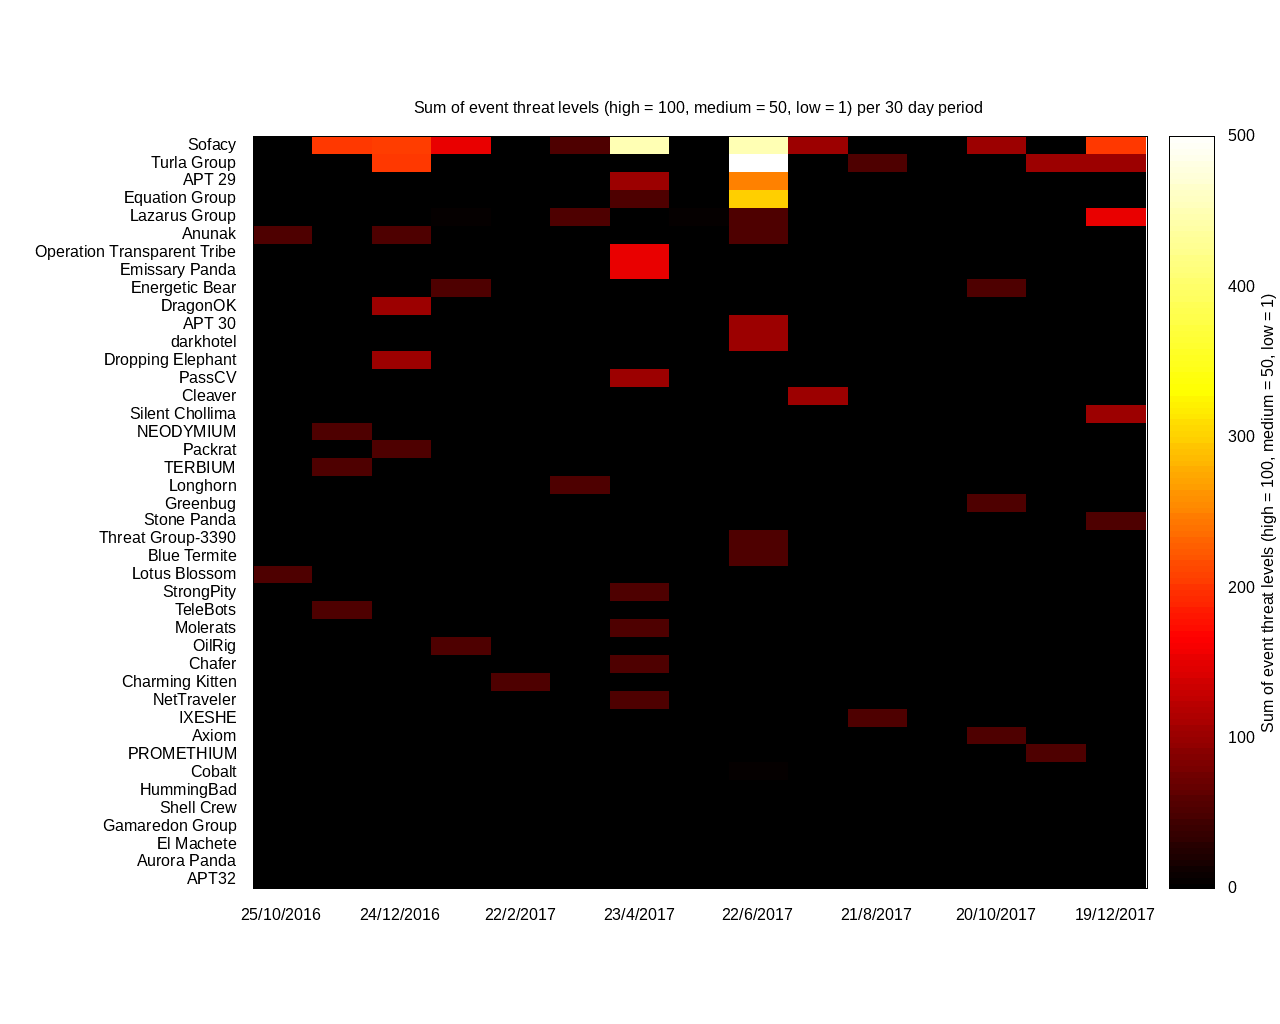 Sum of event threat levels (high = 100, medium = 50, low = 1) per 30 day period
Sofacy
Turla Group
APT 29
Equation Group
Lazarus Group
Anunak
Operation Transparent Tribe
Emissary Panda
Energetic Bear
DragonOK
APT 30
darkhotel
Dropping Elephant
PassCV
Cleaver
Silent Chollima
NEODYMIUM
Packrat
TERBIUM
Longhorn
Greenbug
Stone Panda
Threat Group-3390
Blue Termite
Lotus Blossom
StrongPity
TeleBots
Molerats
OilRig
Chafer
Charming Kitten
NetTraveler
IXESHE
Axiom
PROMETHIUM
Cobalt
HummingBad
Shell Crew
Gamaredon Group
El Machete
Aurora Panda
APT32
25/10/2016 24/12/2016 22/2/2017 23/4/2017 22/6/2017 21/8/2017 20/10/2017 19/12/2017
500
400
300
200
100
0
Sum of event threat levels (high = 100, medium = 50, low = 1)